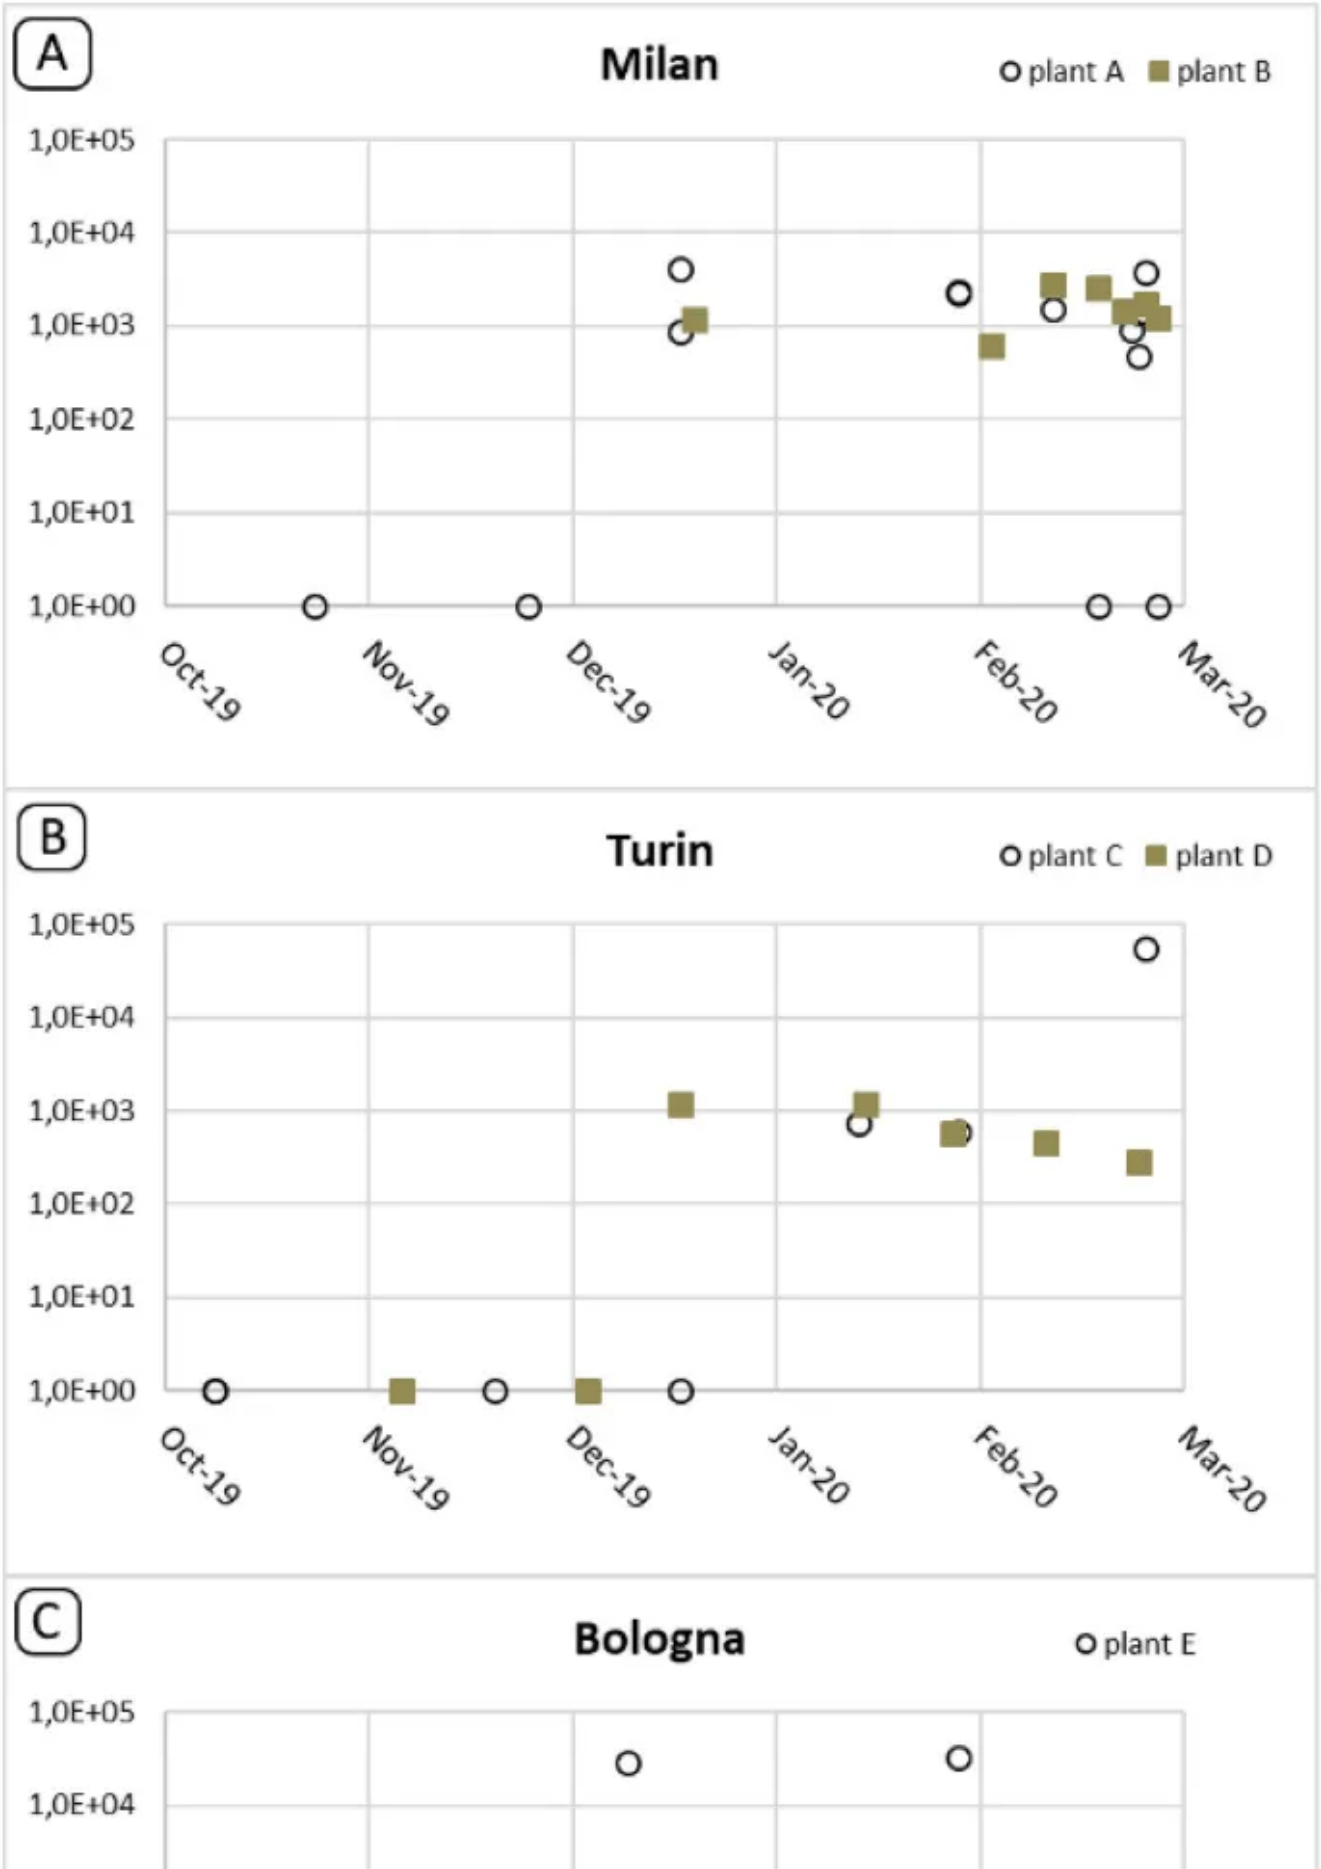 A
Milan
plant A plant B
1,0E+05
1,0E+04
1,0E+03
1,0E+02
1,0E+01
1,0E+00
Oct-19 Nov-19 Dec-19 Jan-20 Feb-20 Mar-20
B
Turin
plant C plant D
1,0E+05
1,0E+04
1,0E+03
1,0E+02
1,0E+01
1,0E+00
Oct-19 Nov-19 Dec-19 Jan-20 Feb-20 Mar-20
C
Bologna
plant E
1,0E+05
1,0E+04